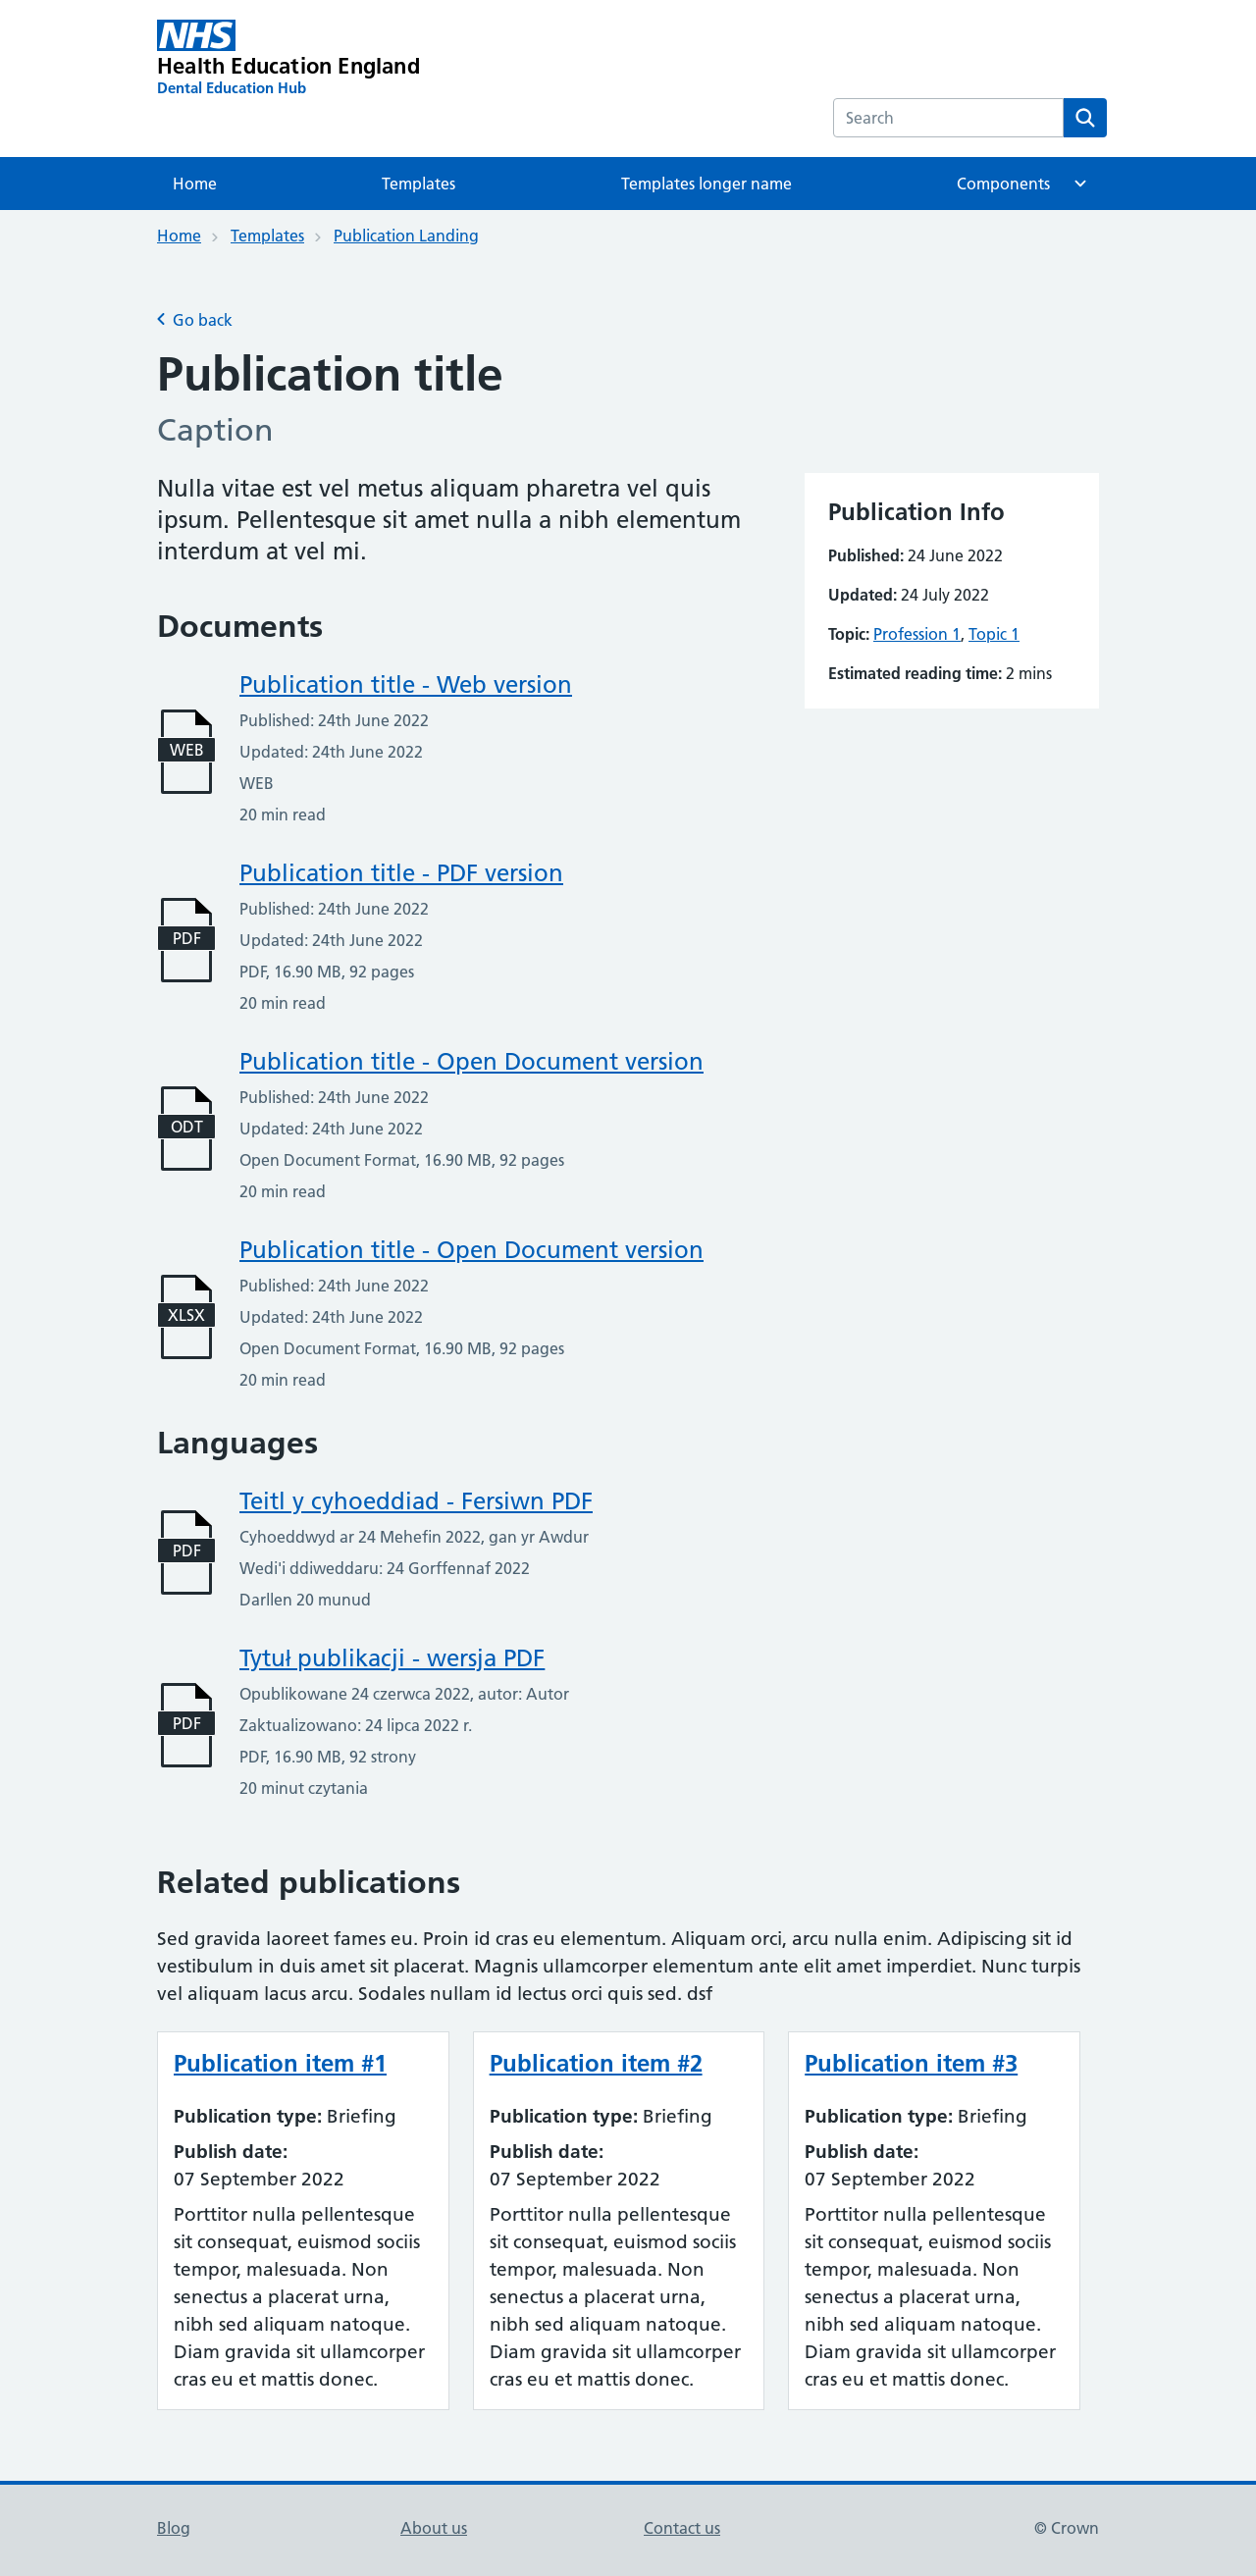 NHS
Health Education England
Dental Education Hub
Search
Home Templates Templates longer name Components
Home Templates Publication Landing
Go back
Publication title
Caption
Nulla vitae est vel metus aliquam pharetra vel quis
ipsum. Pellentesque sit amet nulla a nibh elementum
interdum at vel mi.
Publication Info
Published: 24 June 2022
Updated: 24 July 2022
Topic: Profession 1, Topic 1
Estimated reading time: 2 mins
Documents
Publication title - Web version
WEB
Published: 24th June 2022
Updated: 24th June 2022
WEB
20 min read
Publication title - PDF version
PDF
Published: 24th June 2022
Updated: 24th June 2022
PDF, 16.90 MB, 92 pages
20 min read
Publication title - Open Document version
ODT
Published: 24th June 2022
Updated: 24th June 2022
Open Document Format, 16.90 MB, 92 pages
20 min read
Publication title - Open Document version
XLSX
Published: 24th June 2022
Updated: 24th June 2022
Open Document Format, 16.90 MB, 92 pages
20 min read
Languages
Teitl y cyhoeddiad - Fersiwn PDF
PDF
Cyhoeddwyd ar 24 Mehefin 2022, gan yr Awdur
Wedi'i ddiweddaru: 24 Gorffennaf 2022
Darllen 20 munud
Tytuł publikacji - wersja PDF
PDF
Opublikowane 24 czerwca 2022, autor: Autor
Zaktualizowano: 24 lipca 2022 r.
PDF, 16.90 MB, 92 strony
20 minut czytania
Related publications
Sed gravida laoreet fames eu. Proin id cras eu elementum. Aliquam orci, arcu nulla enim. Adipiscing sit id
vestibulum in duis amet sit placerat. Magnis ullamcorper elementum ante elit amet imperdiet. Nunc turpis
vel aliquam lacus arcu. Sodales nullam id lectus orci quis sed. dsf
Publication item #1
Publication type: Briefing
Publish date:
07 September 2022
Porttitor nulla pellentesque
sit consequat, euismod sociis
tempor, malesuada. Non
senectus a placerat urna,
nibh sed aliquam natoque.
Diam gravida sit ullamcorper
cras eu et mattis donec.
Publication item #2
Publication type: Briefing
Publish date:
07 September 2022
Porttitor nulla pellentesque
sit consequat, euismod sociis
tempor, malesuada. Non
senectus a placerat urna,
nibh sed aliquam natoque.
Diam gravida sit ullamcorper
cras eu et mattis donec.
Publication item #3
Publication type: Briefing
Publish date:
07 September 2022
Porttitor nulla pellentesque
sit consequat, euismod sociis
tempor, malesuada. Non
senectus a placerat urna,
nibh sed aliquam natoque.
Diam gravida sit ullamcorper
cras eu et mattis donec.
Blog About us Contact us © Crown